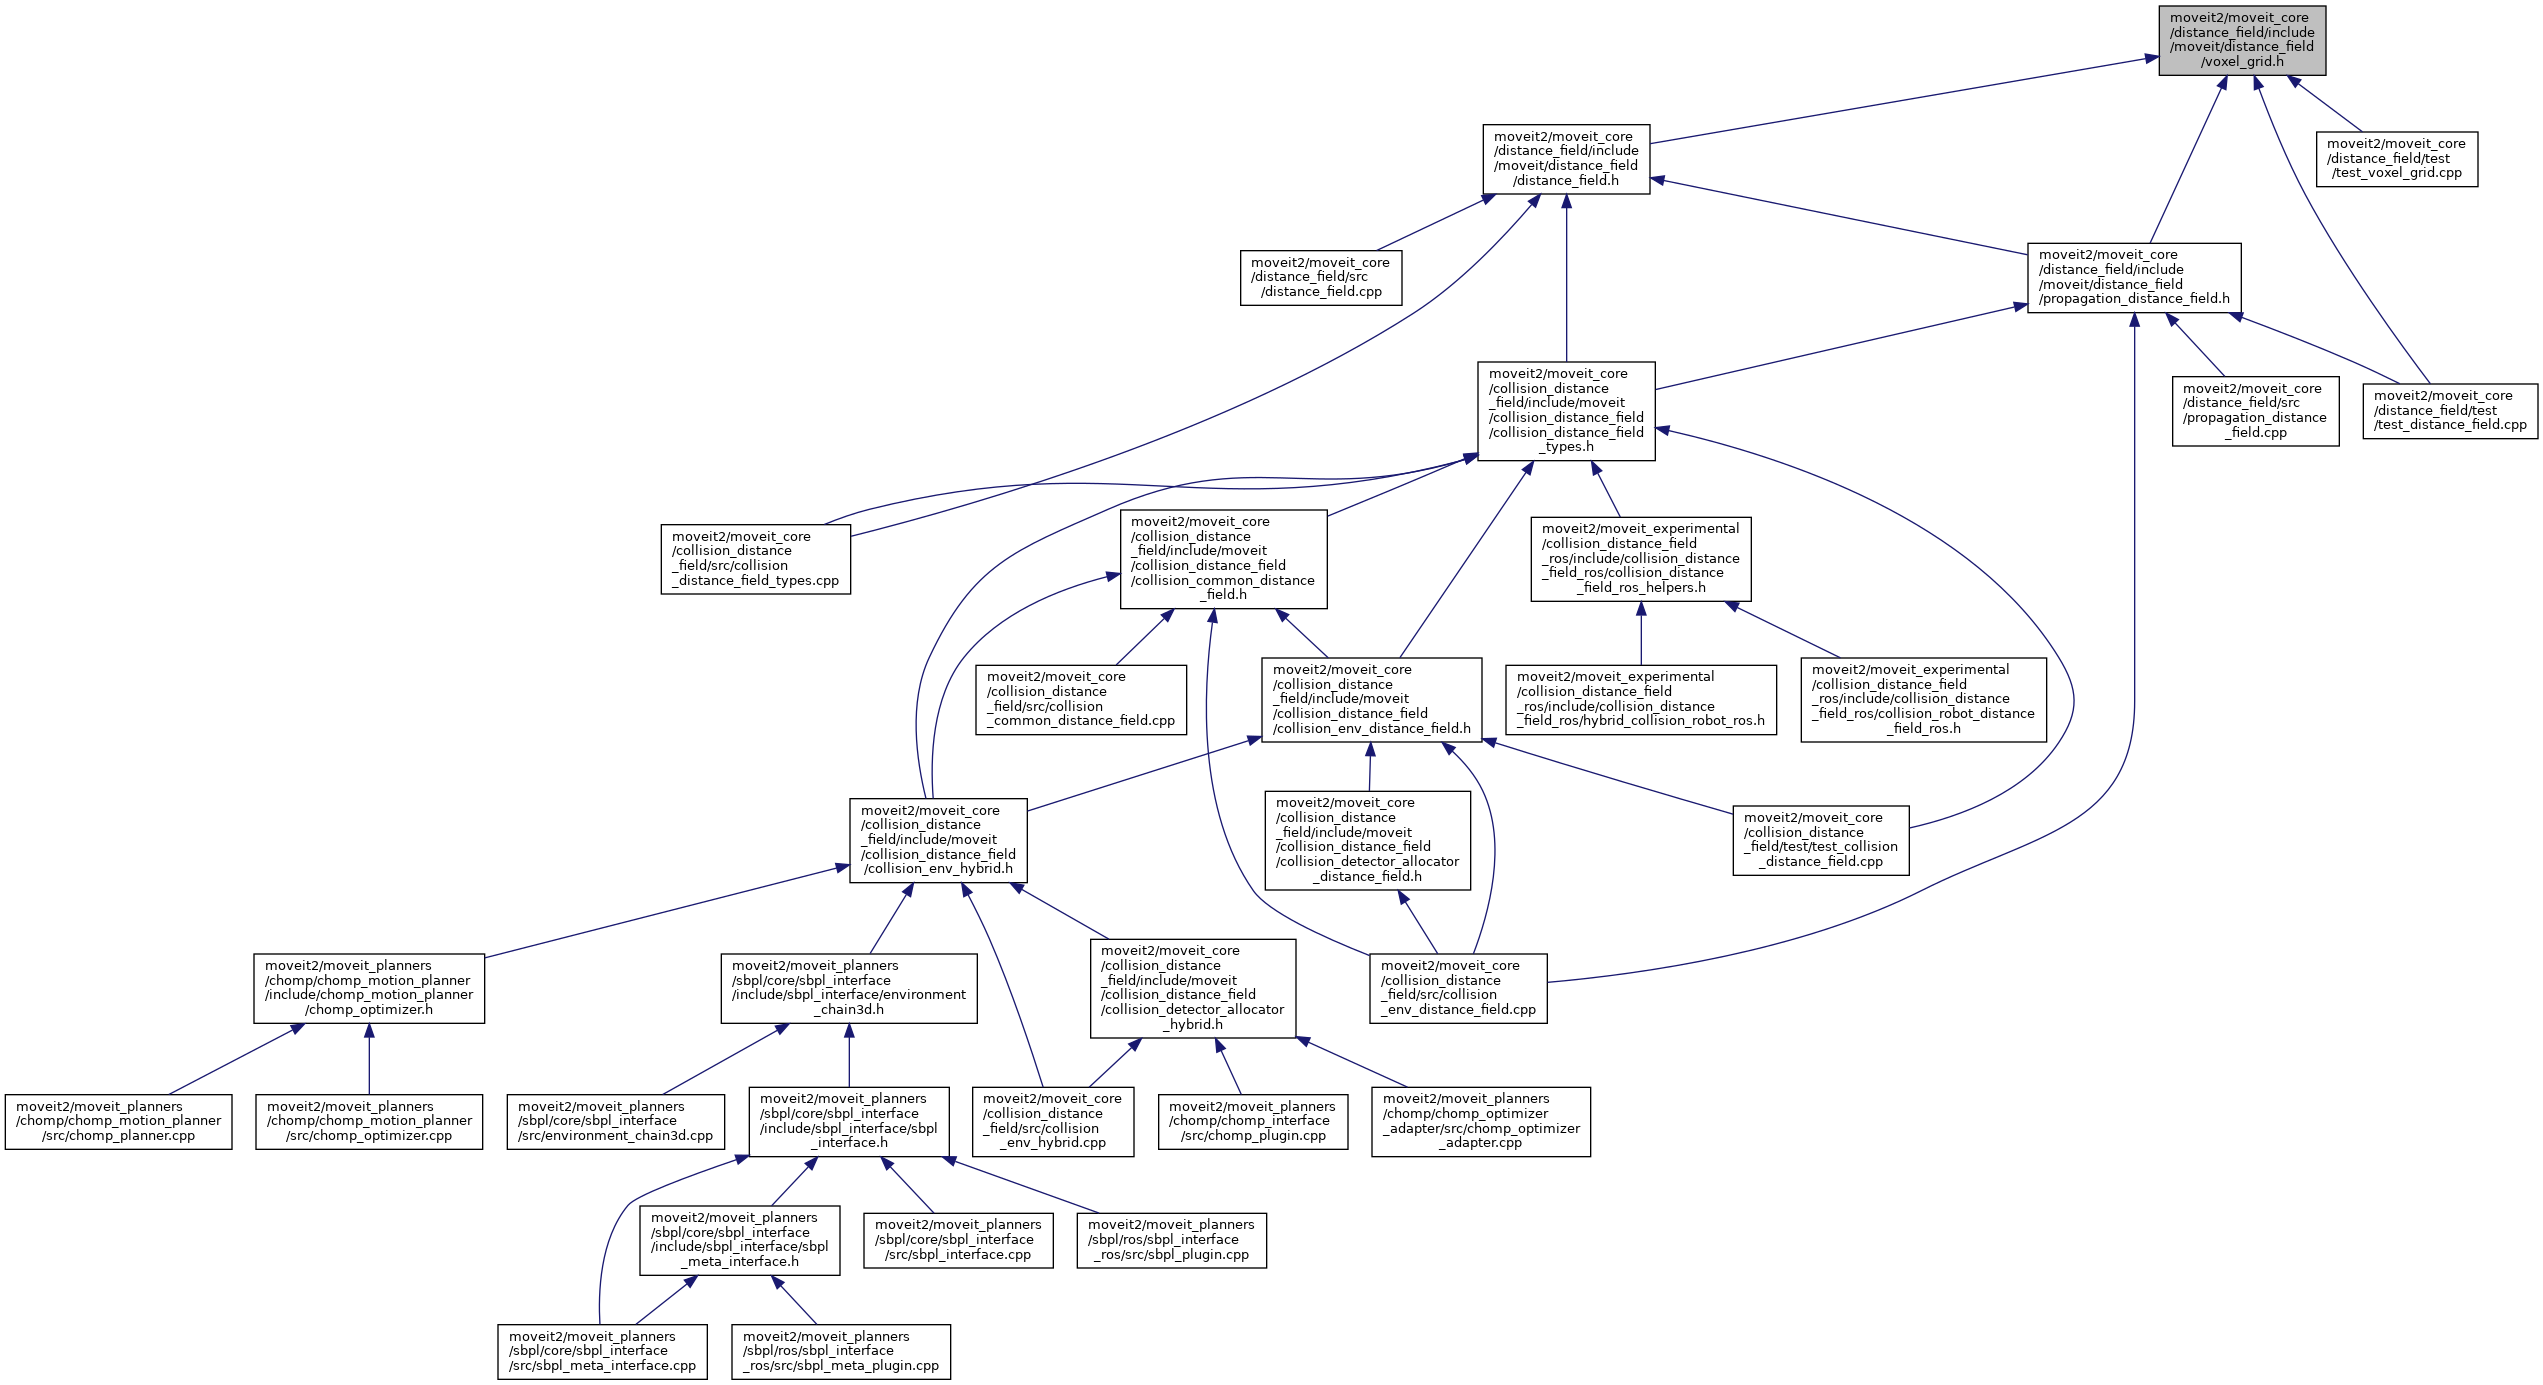 moveit2/moveit_core
/distance_field/include
/moveit/distance_field
/voxel_grid.h
moveit2/moveit_core
/distance_field/include
/moveit/distance_field
/distance_field.h
moveit2/moveit_core
/distance_field/test
/test_voxel_grid.cpp
moveit2/moveit_core
/distance_field/src
/distance_field.cpp
moveit2/moveit_core
/distance_field/include
/moveit/distance_field
/propagation_distance_field.h
moveit2/moveit_core
/collision_distance
_field/include/moveit
/collision_distance_field
/collision_distance_field
_types.h
moveit2/moveit_core
/distance_field/src
/propagation_distance
_field.cpp
moveit2/moveit_core
/distance_field/test
/test_distance_field.cpp
moveit2/moveit_core
/collision_distance
_field/src/collision
_distance_field_types.cpp
moveit2/moveit_core
/collision_distance
_field/include/moveit
/collision_distance_field
/collision_common_distance
_field.h
moveit2/moveit_experimental
/collision_distance_field
_ros/include/collision_distance
_field_ros/collision_distance
_field_ros_helpers.h
moveit2/moveit_core
/collision_distance
_field/src/collision
_common_distance_field.cpp
moveit2/moveit_core
/collision_distance
_field/include/moveit
/collision_distance_field
/collision_env_distance_field.h
moveit2/moveit_experimental
/collision_distance_field
_ros/include/collision_distance
_field_ros/hybrid_collision_robot_ros.h
moveit2/moveit_experimental
/collision_distance_field
_ros/include/collision_distance
_field_ros/collision_robot_distance
_field_ros.h
moveit2/moveit_core
/collision_distance
_field/include/moveit
/collision_distance_field
/collision_env_hybrid.h
moveit2/moveit_core
/collision_distance
_field/include/moveit
/collision_distance_field
/collision_detector_allocator
_distance_field.h
moveit2/moveit_core
/collision_distance
_field/test/test_collision
_distance_field.cpp
moveit2/moveit_planners
/chomp/chomp_motion_planner
/include/chomp_motion_planner
/chomp_optimizer.h
moveit2/moveit_planners
/sbpl/core/sbpl_interface
/include/sbpl_interface/environment
_chain3d.h
moveit2/moveit_core
/collision_distance
_field/include/moveit
/collision_distance_field
/collision_detector_allocator
_hybrid.h
moveit2/moveit_core
/collision_distance
_field/src/collision
_env_distance_field.cpp
moveit2/moveit_planners
/chomp/chomp_motion_planner
/src/chomp_planner.cpp
moveit2/moveit_planners
/chomp/chomp_motion_planner
/src/chomp_optimizer.cpp
moveit2/moveit_planners
/sbpl/core/sbpl_interface
/src/environment_chain3d.cpp
moveit2/moveit_planners
/sbpl/core/sbpl_interface
/include/sbpl_interface/sbpl
_interface.h
moveit2/moveit_core
/collision_distance
_field/src/collision
_env_hybrid.cpp
moveit2/moveit_planners
/chomp/chomp_interface
/src/chomp_plugin.cpp
moveit2/moveit_planners
/chomp/chomp_optimizer
_adapter/src/chomp_optimizer
_adapter.cpp
moveit2/moveit_planners
/sbpl/core/sbpl_interface
/include/sbpl_interface/sbpl
_meta_interface.h
moveit2/moveit_planners
/sbpl/core/sbpl_interface
/src/sbpl_interface.cpp
moveit2/moveit_planners
/sbpl/ros/sbpl_interface
_ros/src/sbpl_plugin.cpp
moveit2/moveit_planners
/sbpl/core/sbpl_interface
/src/sbpl_meta_interface.cpp
moveit2/moveit_planners
/sbpl/ros/sbpl_interface
_ros/src/sbpl_meta_plugin.cpp